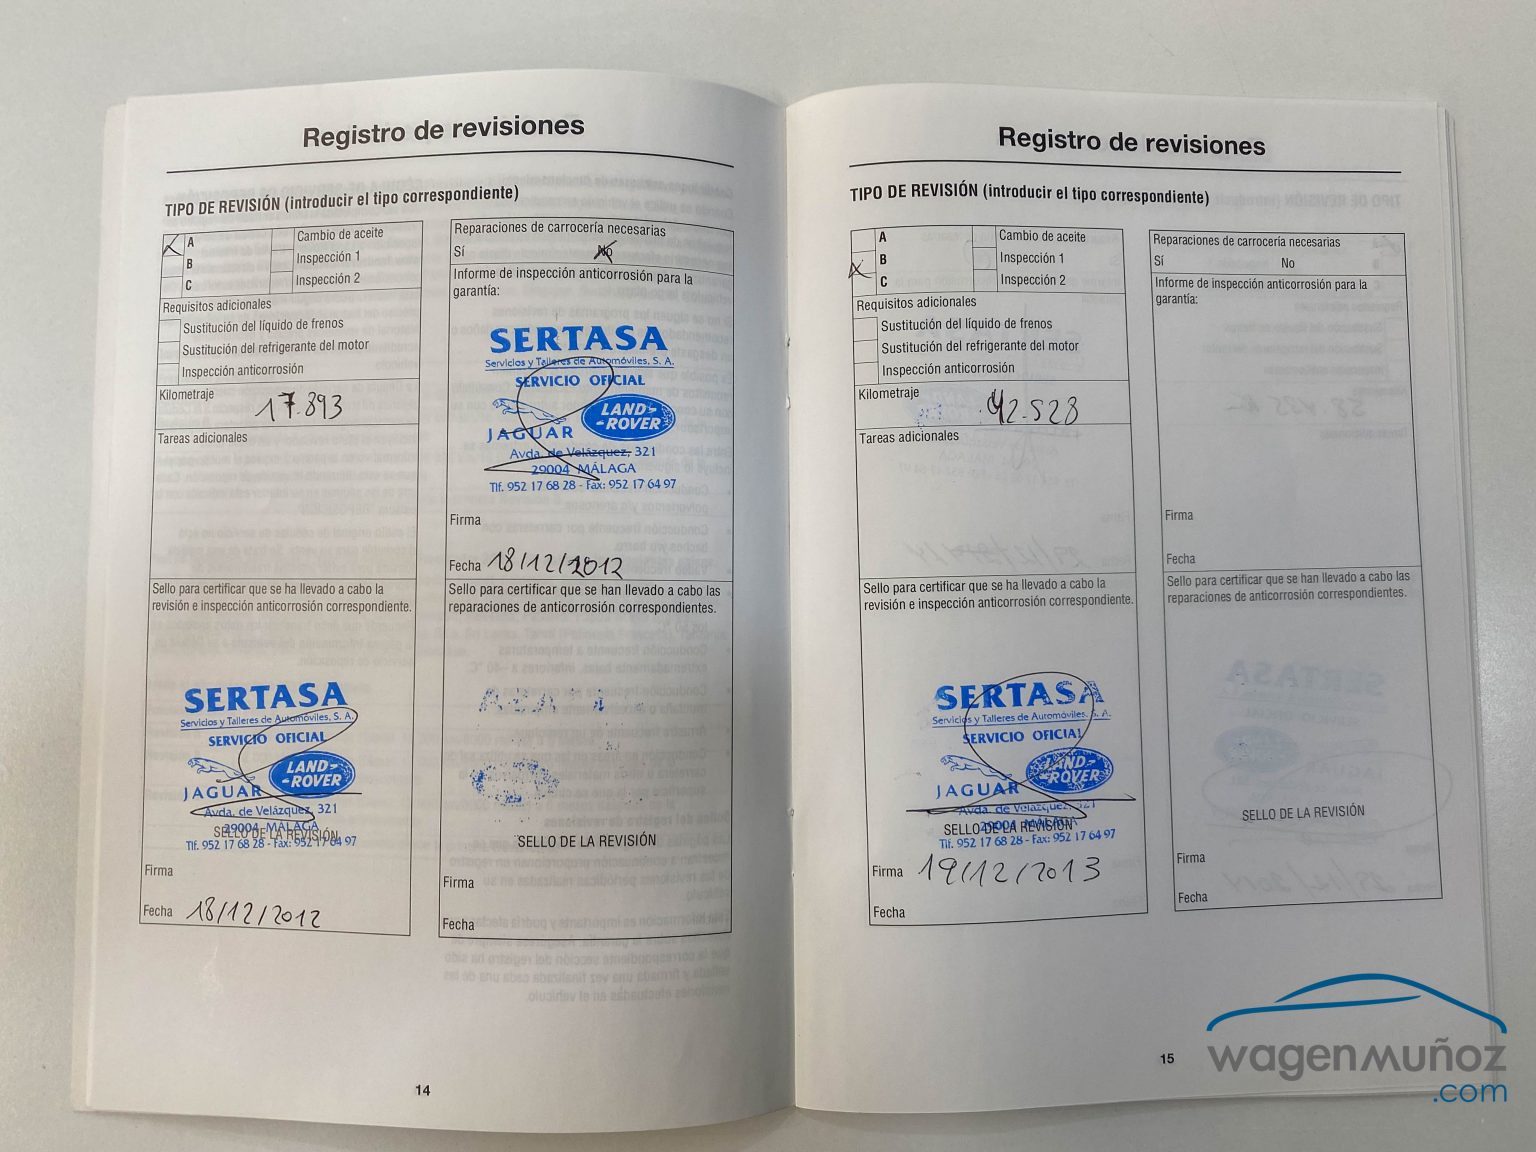 Registro de revisiones
TIPO DE REVISIÓN (introducir el tipo correspondiente)
X A
B
C
Cambio de aceite
Inspección 1
Inspección 2
Requisitos adicionales
Sustitución del líquido de frenos
Sustitución del refrigerante del motor
Inspección anticorrosión
Kilometraje
17.893
Tareas adicionales
Sello para certificar que se ha llevado a cabo la
revisión e inspección anticorrosión correspondiente.
SERTASA
Servicios y Talleres de Automóviles, S. A.
SERVICIO OFICIAL
JAGUAR
LAND-
-ROVER
Avda. de Velázquez, 321
29004 MÁLAGA
SELLO DE LA REVISIÓN
Tlf. 952 17 68 28 - Fax: 952 17 64 97
Firma
Fecha 18/12/2012
Reparaciones de carrocería necesarias
Sí No
Informe de inspección anticorrosión para la
garantía:
SERTASA
Servicios y Talleres de Automóviles, S. A.
SERVICIO OFICIAL
JAGUAR
LAND-
-ROVER
Avda. de Velázquez, 321
29004 MÁLAGA
Tlf. 952 17 68 28 - Fax: 952 17 64 97
Firma
Fecha 18/12/2012
Sello para certificar que se han llevado a cabo las
reparaciones de anticorrosión correspondientes.
SELLO DE LA REVISIÓN
Firma
Fecha
14
Registro de revisiones
TIPO DE REVISIÓN (introducir el tipo correspondiente)
A
X B
C
Cambio de aceite
Inspección 1
Inspección 2
Requisitos adicionales
Sustitución del líquido de frenos
Sustitución del refrigerante del motor
Inspección anticorrosión
Kilometraje
42.528
Tareas adicionales
Sello para certificar que se ha llevado a cabo la
revisión e inspección anticorrosión correspondiente.
SERTASA
Servicios y Talleres de Automóviles, S. A.
SERVICIO OFICIAL
JAGUAR
LAND-
-ROVER
Avda. de Velázquez, 321
29004 MÁLAGA
SELLO DE LA REVISIÓN
Tlf. 952 17 68 28 - Fax: 952 17 64 97
Firma 19/12/2013
Fecha
Reparaciones de carrocería necesarias
Sí No
Informe de inspección anticorrosión para la
garantía:
Firma
Fecha
Sello para certificar que se han llevado a cabo las
reparaciones de anticorrosión correspondientes.
SELLO DE LA REVISIÓN
Firma
Fecha
15
wagenmuñoz
.com